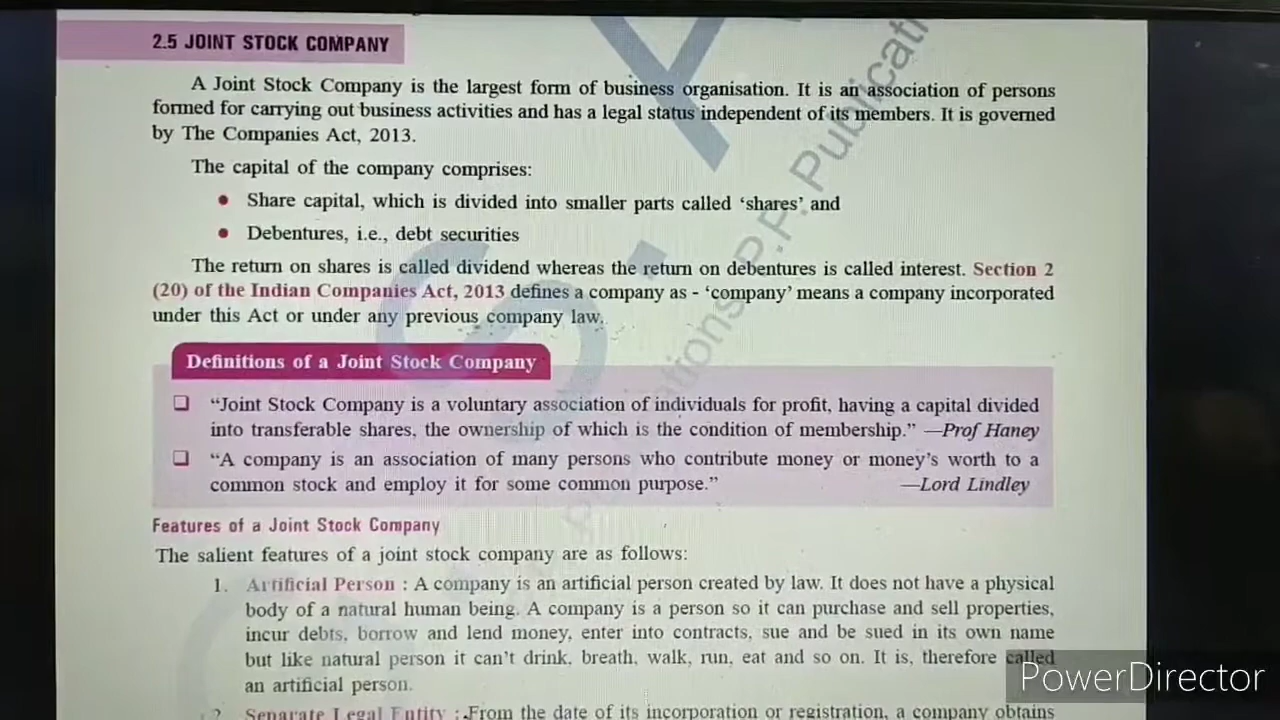 2.5 JOINT STOCK COMPANY
A Joint Stock Company is the largest form of business organisation. It is an association of persons
formed for carrying out business activities and has a legal status independent of its members. It is governed
by The Companies Act, 2013.
The capital of the company comprises:
• Share capital, which is divided into smaller parts called ‘shares’ and
• Debentures, i.e., debt securities
The return on shares is called dividend whereas the return on debentures is called interest. Section 2
(20) of the Indian Companies Act, 2013 defines a company as - ‘company’ means a company incorporated
under this Act or under any previous company law.
Definitions of a Joint Stock Company
❑ “Joint Stock Company is a voluntary association of individuals for profit, having a capital divided
into transferable shares, the ownership of which is the condition of membership.” —Prof Haney
❑ “A company is an association of many persons who contribute money or money’s worth to a
common stock and employ it for some common purpose.” —Lord Lindley
Features of a Joint Stock Company
The salient features of a joint stock company are as follows:
1. Artificial Person : A company is an artificial person created by law. It does not have a physical
body of a natural human being. A company is a person so it can purchase and sell properties,
incur debts, borrow and lend money, enter into contracts, sue and be sued in its own name
but like natural person it can’t drink, breath, walk, run, eat and so on. It is, therefore called
an artificial person.
2. Separate Legal Entity : From the date of its incorporation or registration, a company obtains
PowerDirector